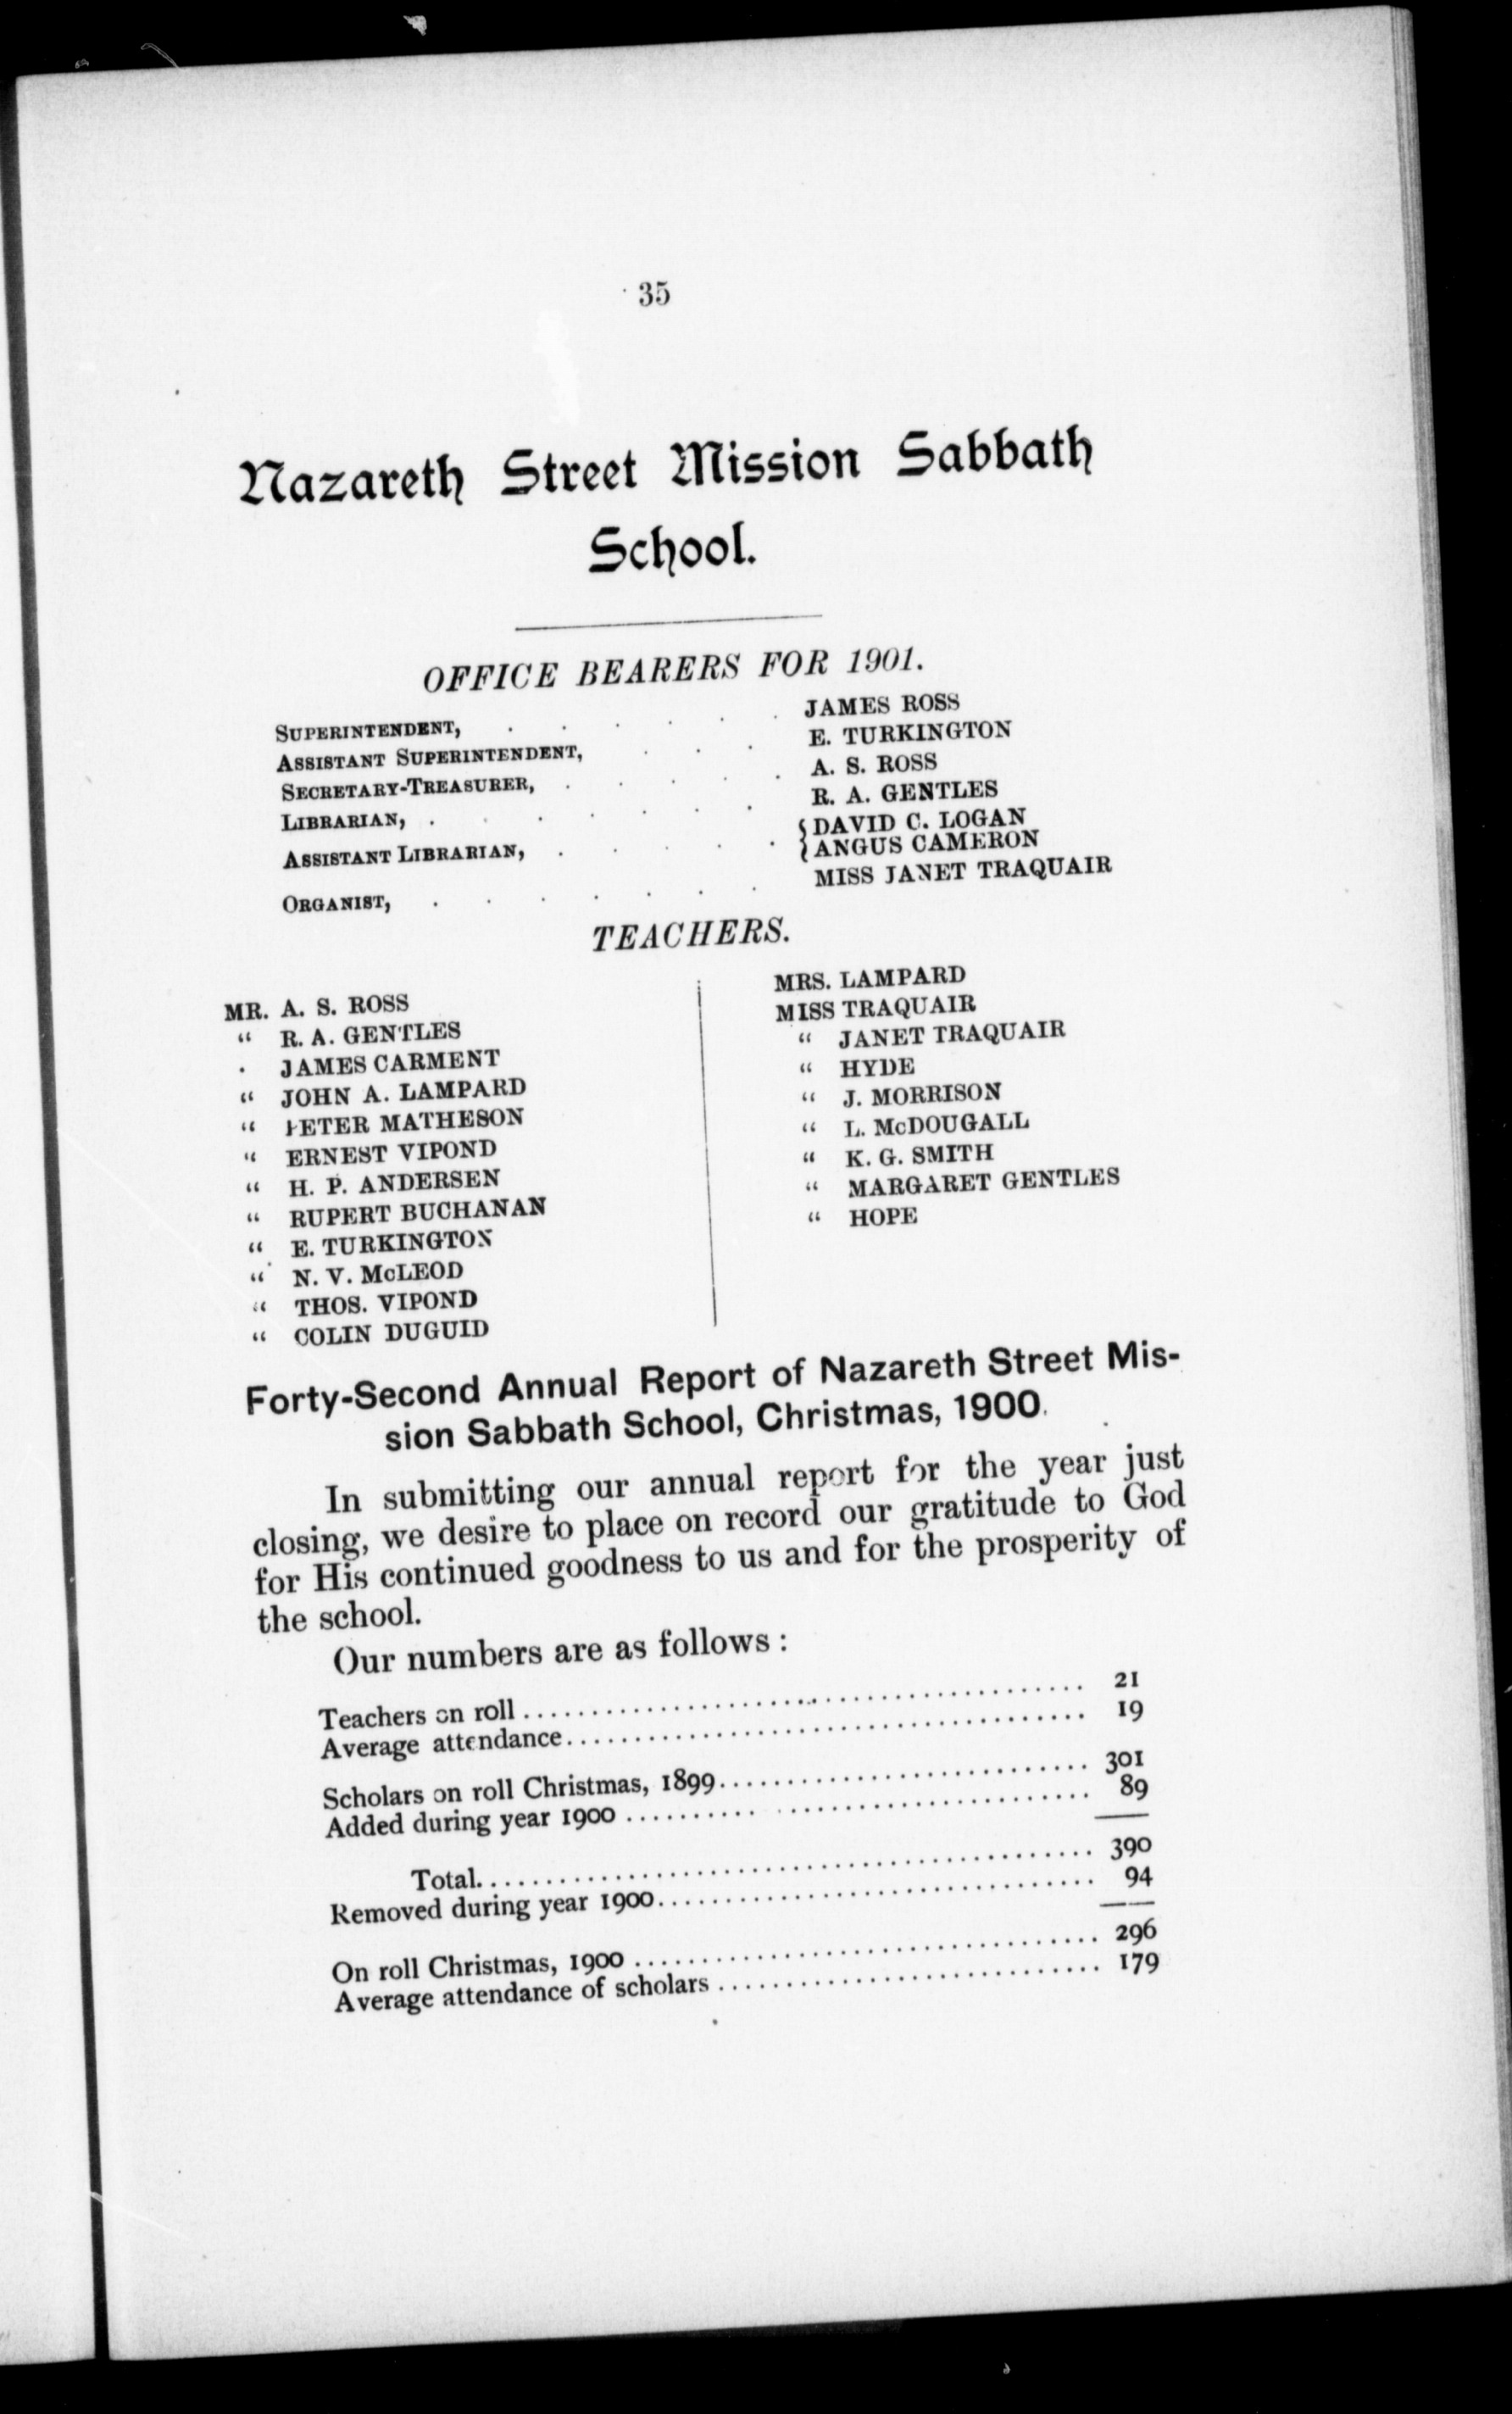 35
Nazareth Street Mission Sabbath
School.
OFFICE BEARERS FOR 1901.
SUPERINTENDENT, . . . . . . JAMES ROSS
ASSISTANT SUPERINTENDENT, . . . E. TURKINGTON
SECRETARY-TREASURER, . . . . . A. S. ROSS
LIBRARIAN, . . . . . . . R. A. GENTLES
ASSISTANT LIBRARIAN, . . . . . { DAVID C. LOGAN
ANGUS CAMERON
ORGANIST, . . . . . . . MISS JANET TRAQUAIR
TEACHERS.
MR. A. S. ROSS
“ R. A. GENTLES
. JAMES CARMENT
“ JOHN A. LAMPARD
“ PETER MATHESON
“ ERNEST VIPOND
“ H. P. ANDERSEN
“ RUPERT BUCHANAN
“ E. TURKINGTON
“ N. V. McLEOD
“ THOS. VIPOND
“ COLIN DUGUID
MRS. LAMPARD
MISS TRAQUAIR
“ JANET TRAQUAIR
“ HYDE
“ J. MORRISON
“ L. McDOUGALL
“ K. G. SMITH
“ MARGARET GENTLES
“ HOPE
Forty-Second Annual Report of Nazareth Street Mis-
sion Sabbath School, Christmas, 1900.
In submitting our annual report for the year just
closing, we desire to place on record our gratitude to God
for His continued goodness to us and for the prosperity of
the school.
Our numbers are as follows :
Teachers on roll ........................................ 21
Average attendance........................................ 19
Scholars on roll Christmas, 1899............................ 301
Added during year 1900 .................................. 89
Total.............................................. 390
Removed during year 1900................................ 94
On roll Christmas, 1900 .................................. 296
Average attendance of scholars ............................ 179